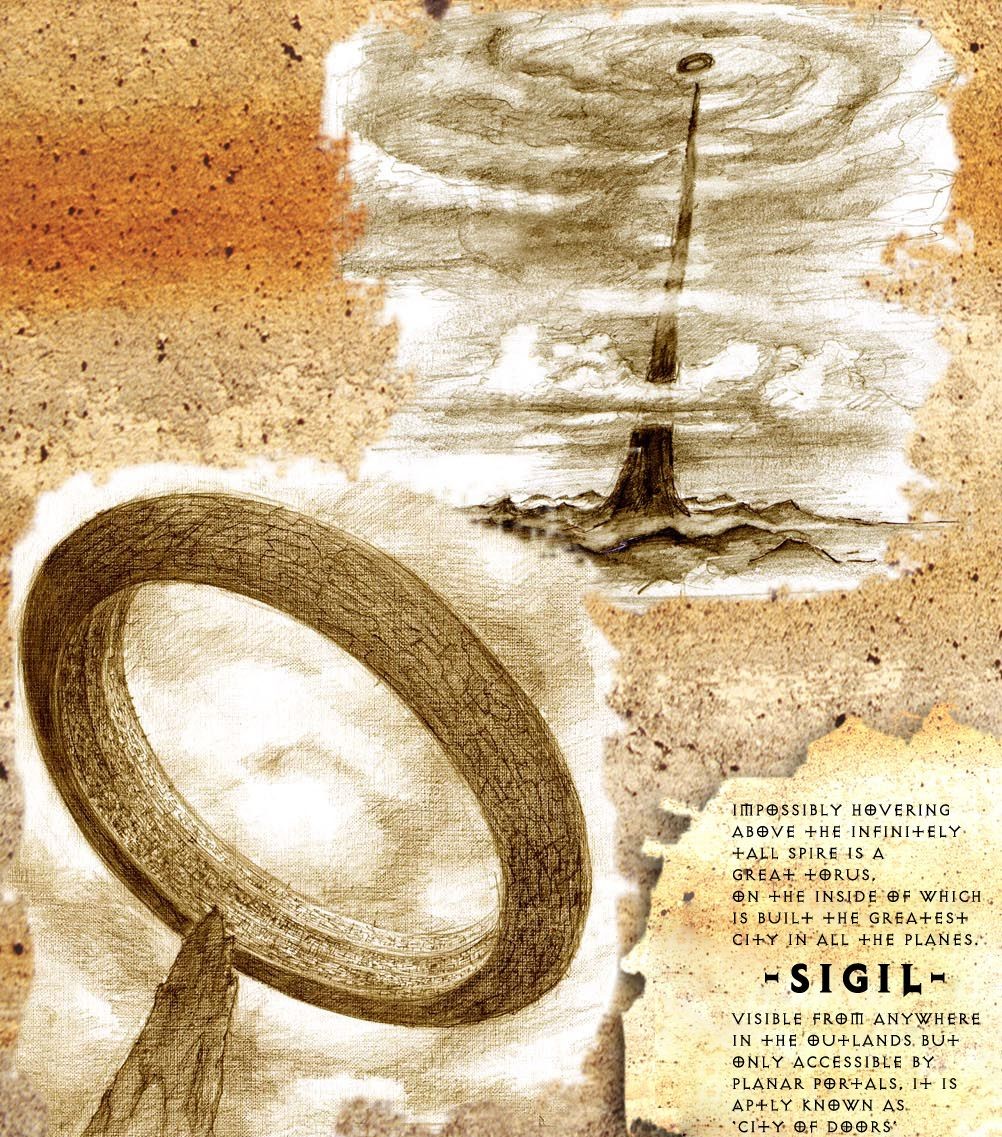 IMPOSSIBLY HOVERING
ABOVE THE INFINITELY
TALL SPIRE IS A
GREAT TORUS,
ON THE INSIDE OF WHICH
IS BUILT THE GREATEST
CITY IN ALL THE PLANES.
-SIGIL-
VISIBLE FROM ANYWHERE
IN THE OUTLANDS, BUT
ONLY ACCESSIBLE BY
PLANAR PORTALS, IT IS
APTLY KNOWN AS
'CITY OF DOORS'